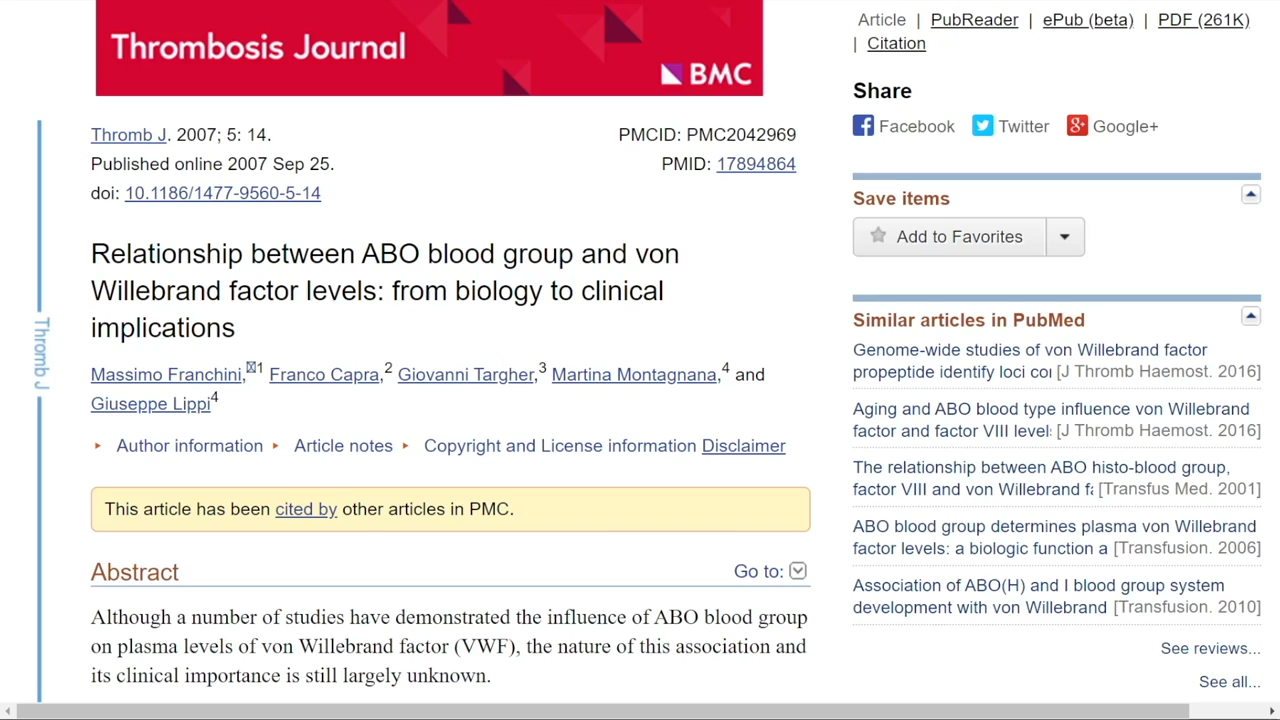 Thrombosis Journal
BMC
Thromb J. 2007; 5: 14.
PMCID: PMC2042969
Published online 2007 Sep 25.
PMID: 17894864
doi: 10.1186/1477-9560-5-14
Relationship between ABO blood group and von
Willebrand factor levels: from biology to clinical
implications
Massimo Franchini,1 Franco Capra,2 Giovanni Targher,3 Martina Montagnana,4 and
Giuseppe Lippi4
Author information
Article notes
Copyright and License information Disclaimer
This article has been cited by other articles in PMC.
Abstract
Go to:
Although a number of studies have demonstrated the influence of ABO blood group
on plasma levels of von Willebrand factor (VWF), the nature of this association and
its clinical importance is still largely unknown.
Thromb J
Article | PubReader | ePub (beta) | PDF (261K)
| Citation
Share
Facebook
Twitter
Google+
Save items
Add to Favorites
Similar articles in PubMed
Genome-wide studies of von Willebrand factor
propeptide identify loci [J Thromb Haemost. 2016]
Aging and ABO blood type influence von Willebrand
factor and factor VIII level [J Thromb Haemost. 2016]
The relationship between ABO histo-blood group,
factor VIII and von Willebrand [Transfus Med. 2001]
ABO blood group determines plasma von Willebrand
factor levels: a biologic function a [Transfusion. 2006]
Association of ABO(H) and I blood group system
development with von Willebrand [Transfusion. 2010]
See reviews...
See all...